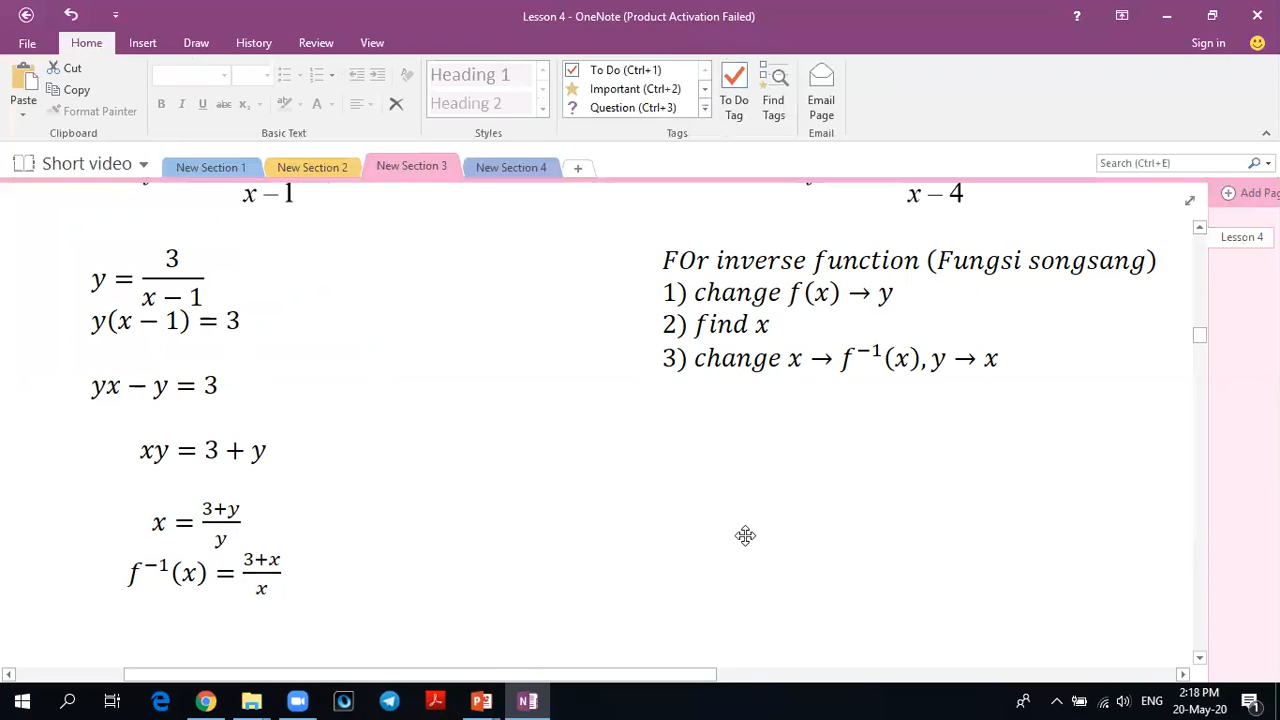 Lesson 4 - OneNote (Product Activation Failed)
?
File
Home
Insert
Draw
History
Review
View
Sign in
Paste
Cut
Copy
Format Painter
Clipboard
B I U abc x₂ ab A
Basic Text
Heading 1
Heading 2
Styles
To Do (Ctrl+1)
Important (Ctrl+2)
? Question (Ctrl+3)
To Do Tag
Find Tags
Tags
Email Page
Email
Short video
New Section 1
New Section 2
New Section 3
New Section 4
+
Search (Ctrl+E)
Add Pag
Lesson 4
x – 1
x – 4
y = 3/(x − 1)
y(x − 1) = 3
yx − y = 3
xy = 3 + y
x = (3+y)/y
f⁻¹(x) = (3+x)/x
FOr inverse function (Fungsi songsang)
1) change f(x) → y
2) find x
3) change x → f⁻¹(x), y → x
ENG
2:18 PM
20-May-20
1